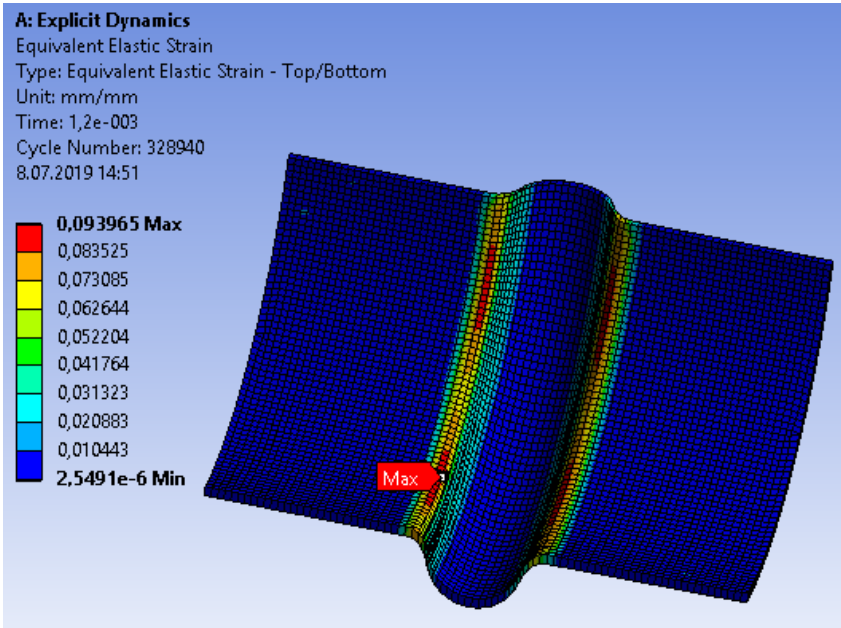 A: Explicit Dynamics
Equivalent Elastic Strain
Type: Equivalent Elastic Strain - Top/Bottom
Unit: mm/mm
Time: 1,2e-003
Cycle Number: 328940
8.07.2019 14:51
0,093965 Max
0,083525
0,073085
0,062644
0,052204
0,041764
0,031323
0,020883
0,010443
2,5491e-6 Min
Max